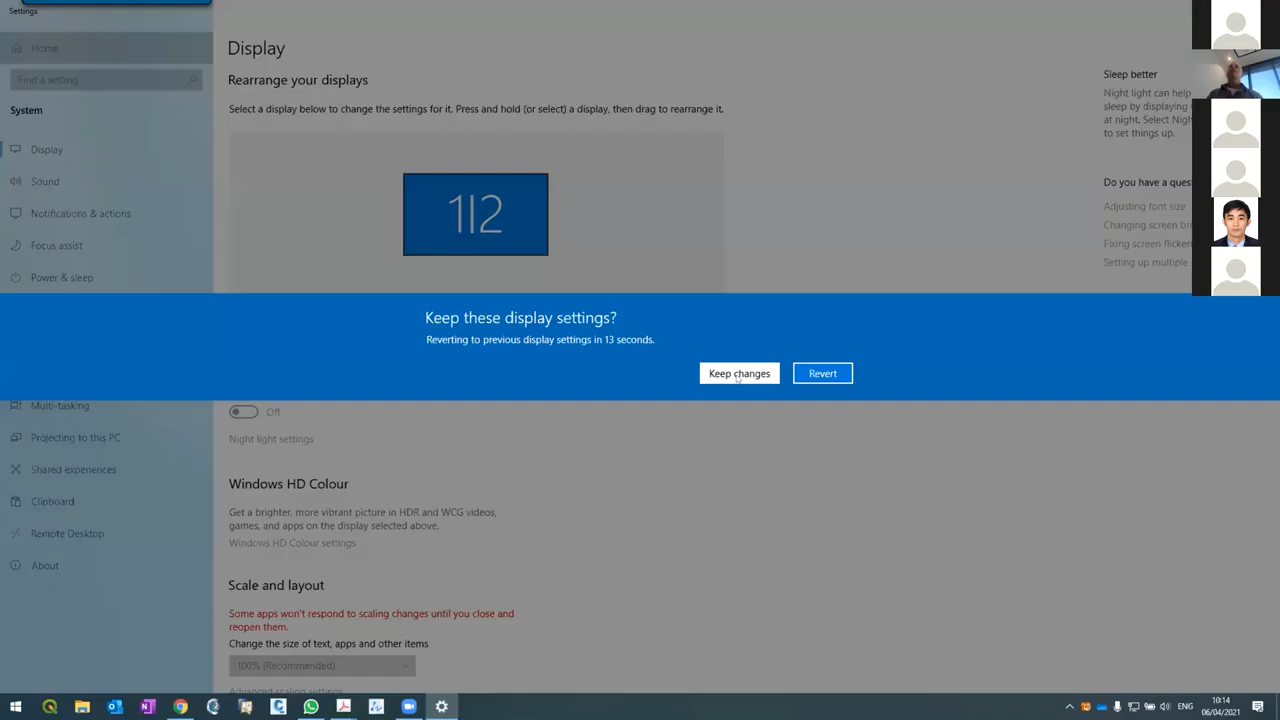 Settings
Home
Find a setting
System
Display
Sound
Notifications & actions
Focus assist
Power & sleep
Multi-tasking
Projecting to this PC
Shared experiences
Clipboard
Remote Desktop
About
Display
Rearrange your displays
Select a display below to change the settings for it. Press and hold (or select) a display, then drag to rearrange it.
1|2
Keep these display settings?
Reverting to previous display settings in 13 seconds.
Keep changes
Revert
Off
Night light settings
Windows HD Colour
Get a brighter, more vibrant picture in HDR and WCG videos,
games, and apps on the display selected above.
Windows HD Colour settings
Scale and layout
Some apps won't respond to scaling changes until you close and
reopen them.
Change the size of text, apps and other items
100% (Recommended)
Advanced scaling settings
Sleep better
Night light can help
sleep by displaying
at night. Select Nigh
to set things up.
Do you have a ques
Adjusting font size
Changing screen bri
Fixing screen flicker
Setting up multiple
ENG
10:14
06/04/2021